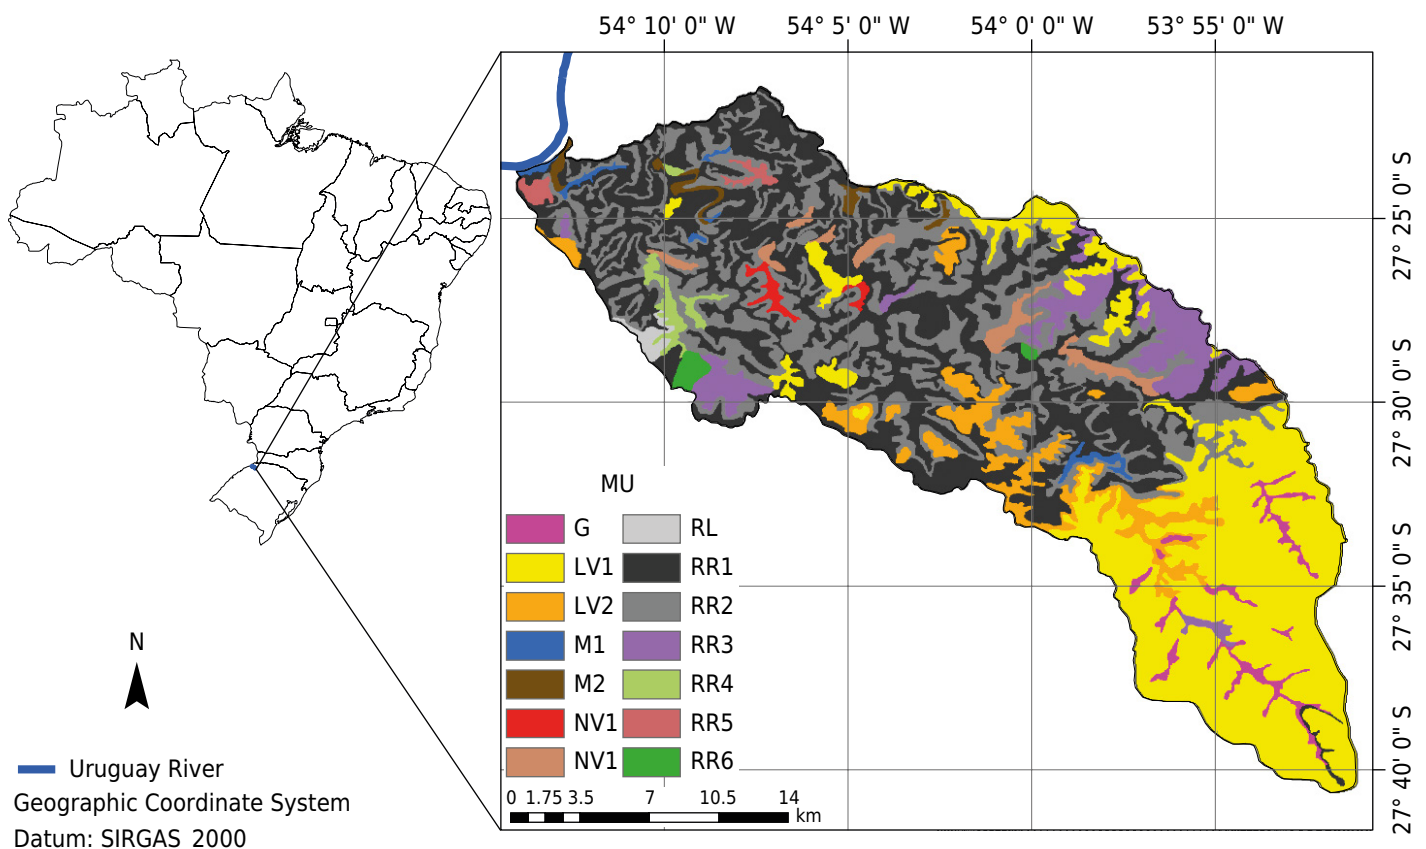 54° 10' 0" W 54° 5' 0" W 54° 0' 0" W 53° 55' 0" W
27° 25' 0" S
27° 30' 0" S
27° 35' 0" S
27° 40' 0" S
MU
G RL
LV1 RR1
LV2 RR2
M1 RR3
M2 RR4
NV1 RR5
NV1 RR6
0 1.75 3.5 7 10.5 14
km
N
Uruguay River
Geographic Coordinate System
Datum: SIRGAS 2000